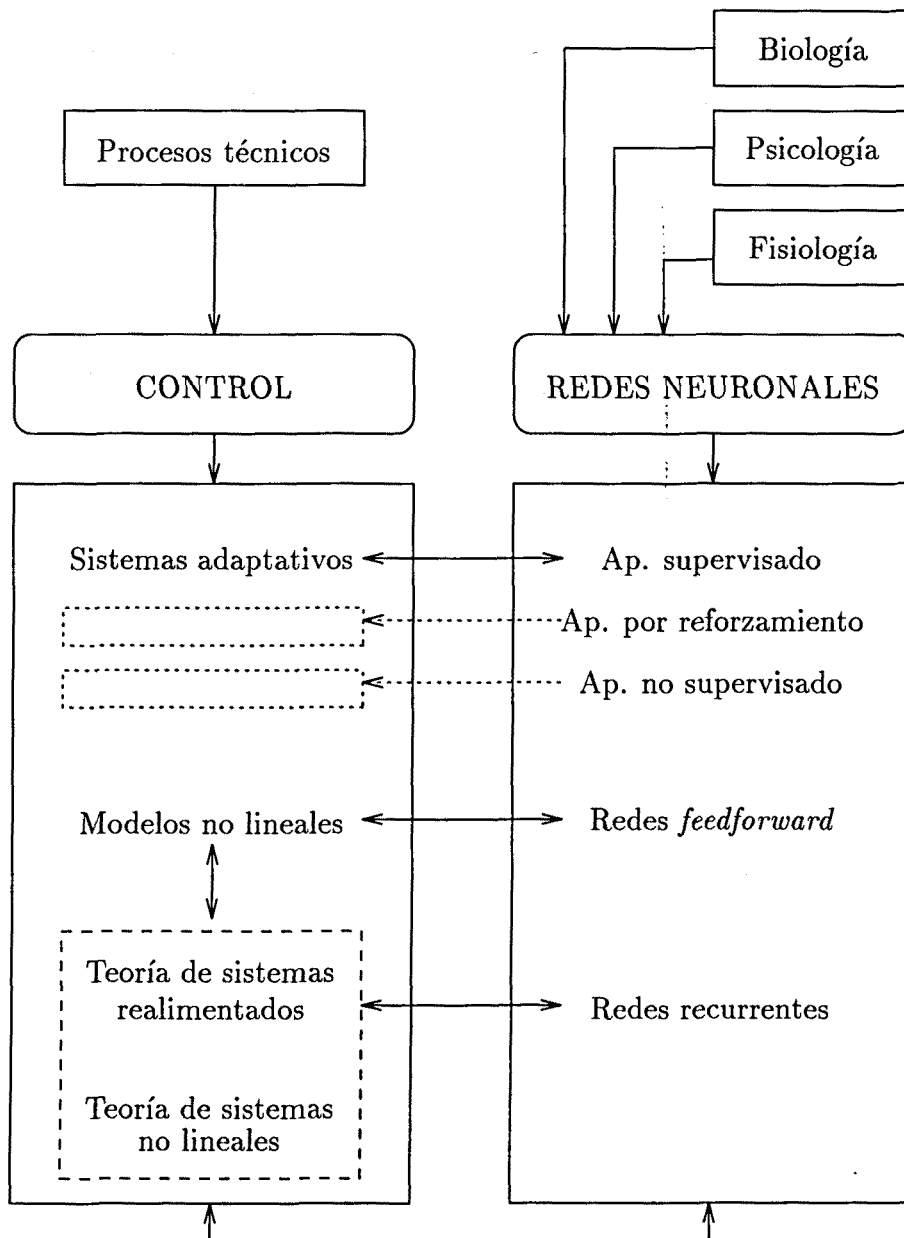 Biología
Procesos técnicos
Psicología
Fisiología
CONTROL
REDES NEURONALES
Sistemas adaptativos
Ap. supervisado
Ap. por reforzamiento
Ap. no supervisado
Modelos no lineales
Redes feedforward
Teoría de sistemas
realimentados
Redes recurrentes
Teoría de sistemas
no lineales